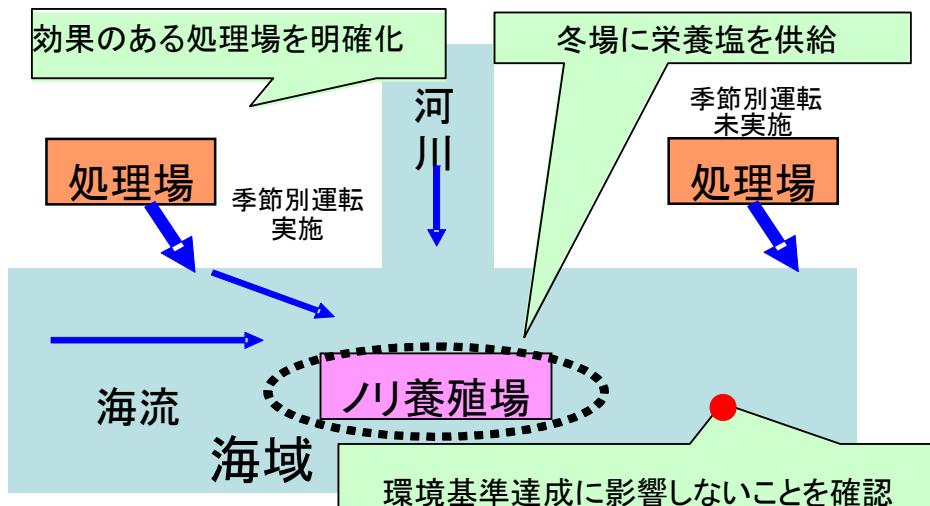 効果のある処理場を明確化
冬場に栄養塩を供給
河
川
季節別運転
未実施
処理場
処理場
季節別運転
実施
ノリ養殖場
海流
海域
環境基準達成に影響しないことを確認